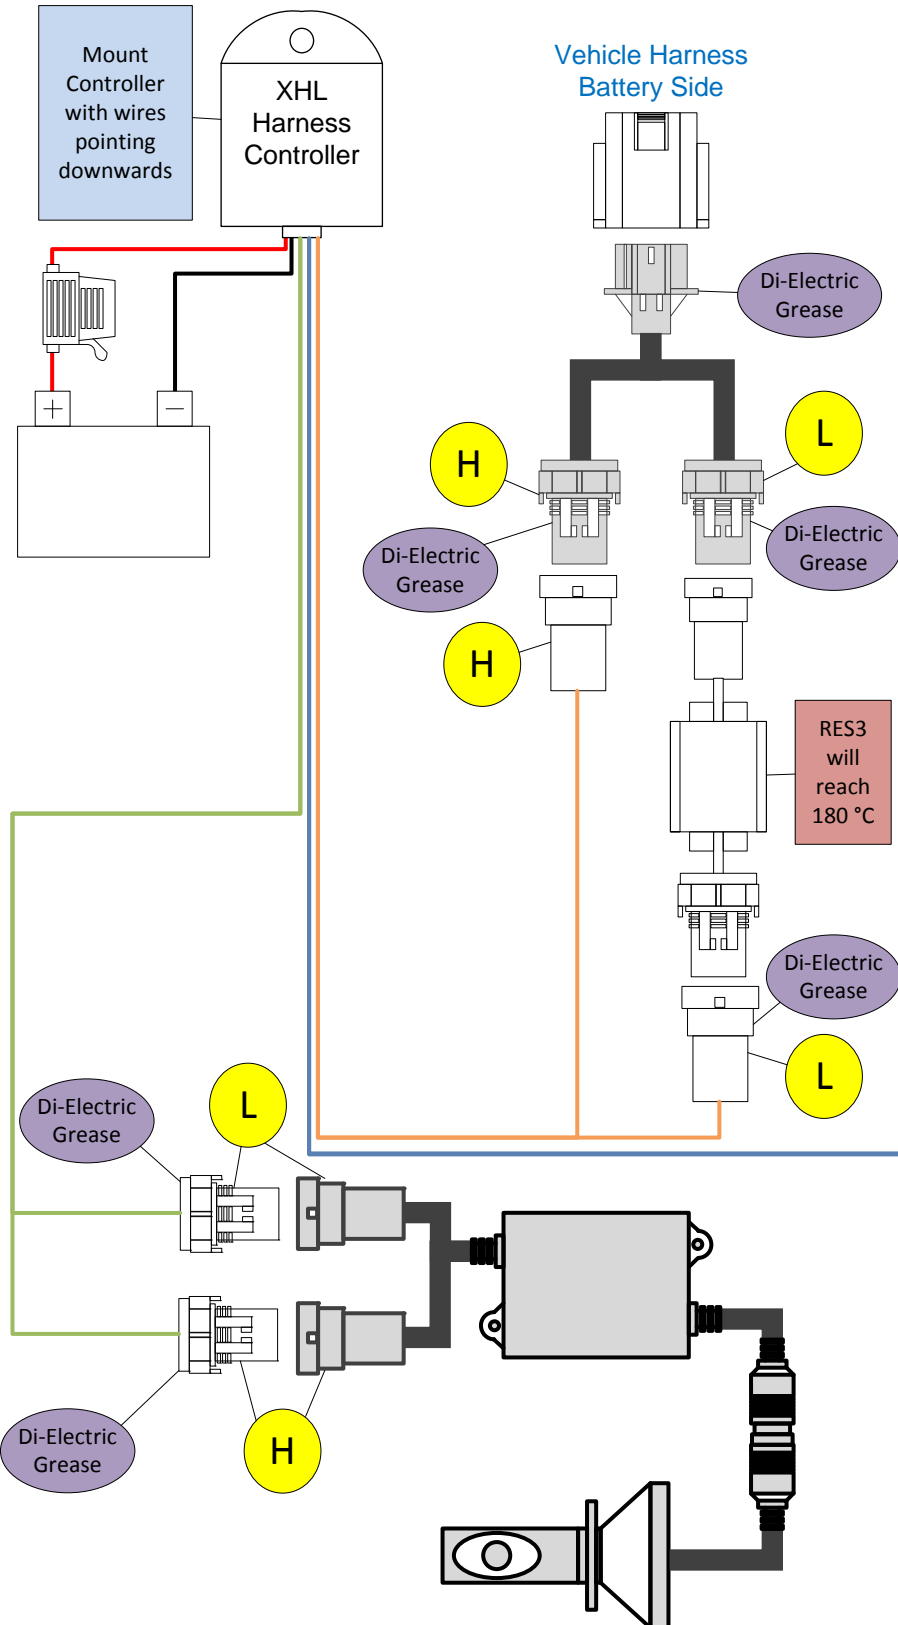 Mount
Controller
with wires
pointing
downwards
XHL
Harness
Controller
Vehicle Harness
Battery Side
Di-Electric
Grease
+
−
H
L
Di-Electric
Grease
Di-Electric
Grease
H
RES3
will
reach
180 °C
Di-Electric
Grease
L
Di-Electric
Grease
L
Di-Electric
Grease
H